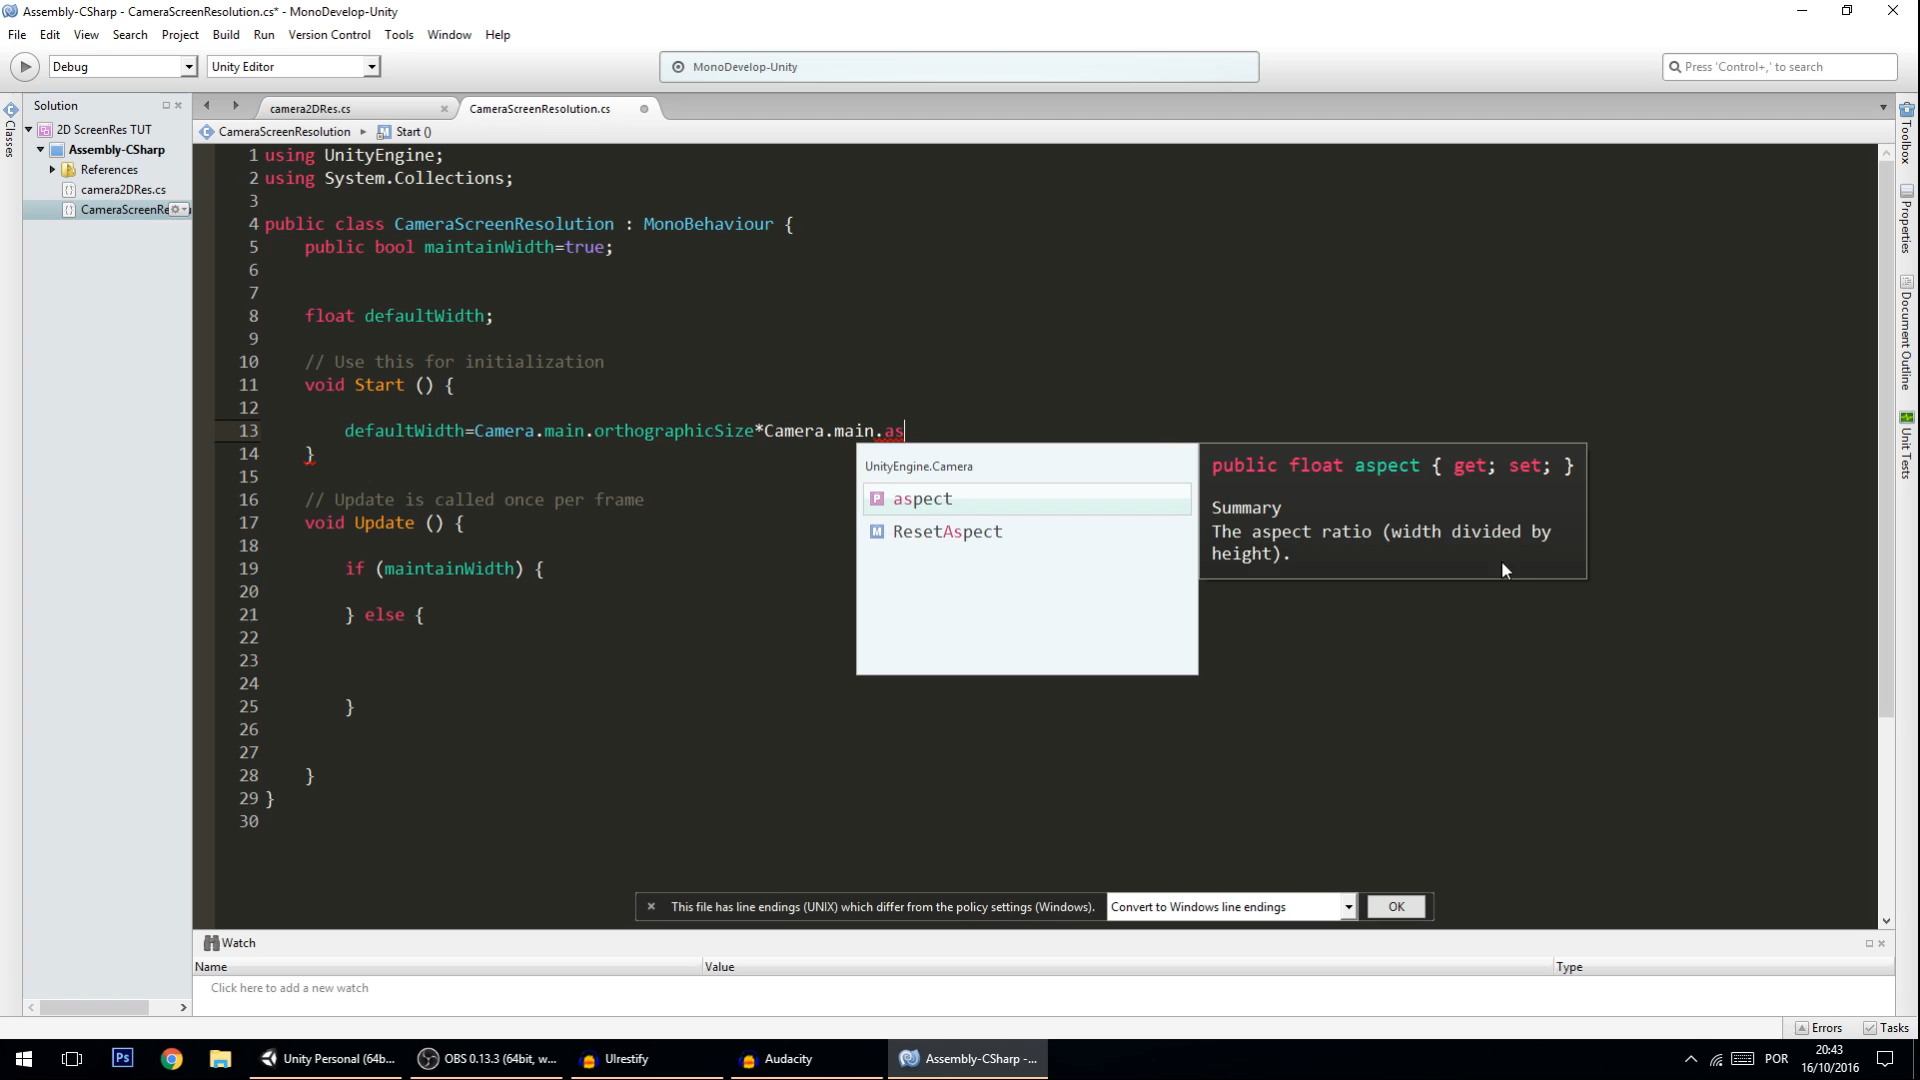 Assembly-CSharp - CameraScreenResolution.cs* - MonoDevelop-Unity
File Edit View Search Project Build Run Version Control Tools Window Help
Debug Unity Editor MonoDevelop-Unity Press 'Control+,' to search
Classes
Solution
2D ScreenRes TUT
Assembly-CSharp
References
camera2DRes.cs
CameraScreenRe
camera2DRes.cs CameraScreenResolution.cs
CameraScreenResolution Start ()
1 using UnityEngine;
2 using System.Collections;
3
4 public class CameraScreenResolution : MonoBehaviour {
5 public bool maintainWidth=true;
6
7
8 float defaultWidth;
9
10 // Use this for initialization
11 void Start () {
12
13 defaultWidth=Camera.main.orthographicSize*Camera.main.as
14 }
15
16 // Update is called once per frame
17 void Update () {
18
19 if (maintainWidth) {
20
21 } else {
22
23
24
25 }
26
27
28 }
29 }
30
UnityEngine.Camera
P aspect
M ResetAspect
public float aspect { get; set; }
Summary
The aspect ratio (width divided by
height).
Toolbox
Properties
Document Outline
Unit Tests
This file has line endings (UNIX) which differ from the policy settings (Windows). Convert to Windows line endings OK
Watch
Name Value Type
Click here to add a new watch
Errors Tasks
Ps Unity Personal (64b... OBS 0.13.3 (64bit, w... Ulrestify Audacity Assembly-CSharp -... POR 20:43
16/10/2016